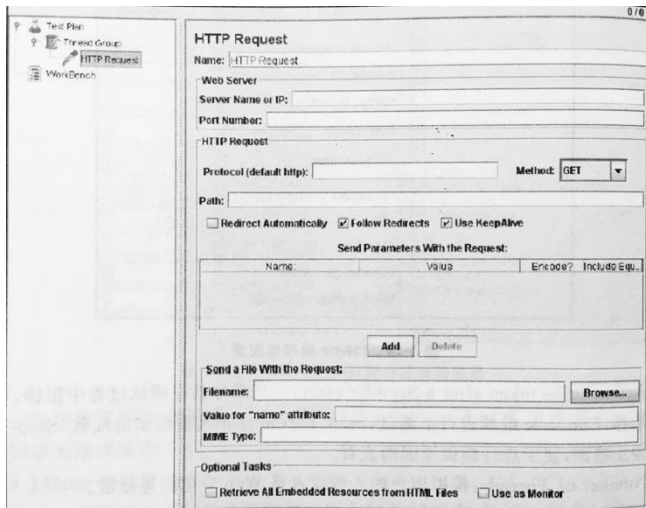 0/0
Test Plan
Thread Group
HTTP Request
WorkBench
HTTP Request
Name: HTTP Request
Web Server
Server Name or IP:
Port Number:
HTTP Request
Protocol (default http):
Method: GET
Path:
Redirect Automatically Follow Redirects Use KeepAlive
Send Parameters With the Request:
Name: Value Encode? Include Equ..
Add Delete
Send a File With the Request:
Filename: Browse...
Value for "name" attribute:
MIME Type:
Optional Tasks
Retrieve All Embedded Resources from HTML Files Use as Monitor